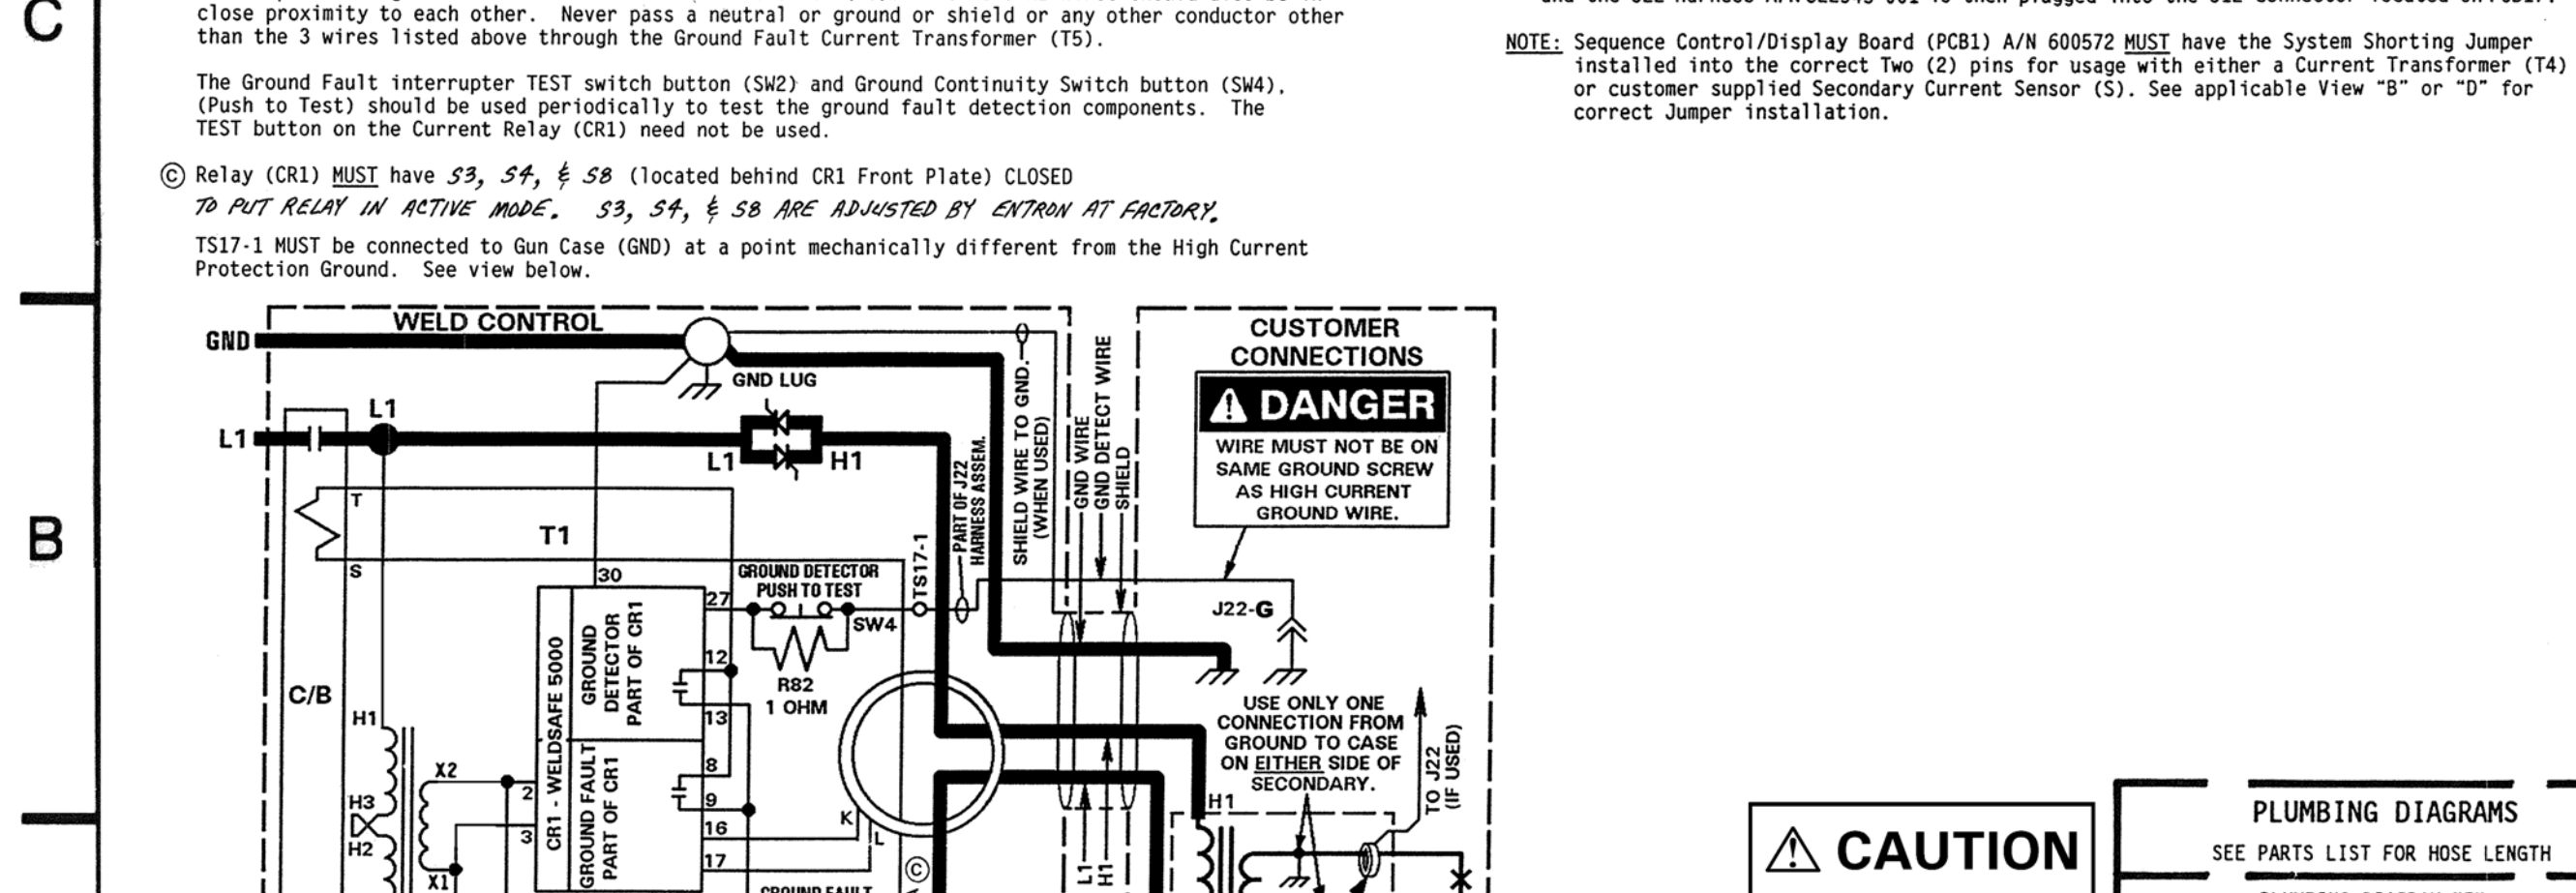 C
close proximity to each other. Never pass a neutral or ground or shield or any other conductor other
than the 3 wires listed above through the Ground Fault Current Transformer (T5).
The Ground Fault interrupter TEST switch button (SW2) and Ground Continuity Switch button (SW4),
(Push to Test) should be used periodically to test the ground fault detection components. The
TEST button on the Current Relay (CR1) need not be used.
Ⓒ Relay (CR1) MUST have S3, S4, & S8 (located behind CR1 Front Plate) CLOSED
TO PUT RELAY IN ACTIVE MODE. S3, S4, & S8 ARE ADJUSTED BY ENTRON AT FACTORY.
TS17-1 MUST be connected to Gun Case (GND) at a point mechanically different from the High Current
Protection Ground. See view below.
NOTE: Sequence Control/Display Board (PCB1) A/N 600572 MUST have the System Shorting Jumper
installed into the correct Two (2) pins for usage with either a Current Transformer (T4)
or customer supplied Secondary Current Sensor (S). See applicable View "B" or "D" for
correct Jumper installation.
B
WELD CONTROL
GND
GND LUG
L1
L1
L1
H1
T
S
T1
C/B
H1
H3
H2
X2
X1
2
3
30
CR1 - WELDSAFE 5000
GROUND
DETECTOR
PART OF CR1
GROUND FAULT
PART OF CR1
27
12
13
8
9
16
17
GROUND DETECTOR
PUSH TO TEST
SW4
R82
1 OHM
K
L
Ⓒ
GROUND FAULT
TS17-1
PART OF J22
HARNESS ASSEM.
SHIELD WIRE TO GND.
(WHEN USED)
GND WIRE
GND DETECT WIRE
SHIELD
L1
H1
CUSTOMER
CONNECTIONS
DANGER
WIRE MUST NOT BE ON
SAME GROUND SCREW
AS HIGH CURRENT
GROUND WIRE.
J22-G
USE ONLY ONE
CONNECTION FROM
GROUND TO CASE
ON EITHER SIDE OF
SECONDARY.
H1
TO J22
(IF USED)
CAUTION
PLUMBING DIAGRAMS
SEE PARTS LIST FOR HOSE LENGTH